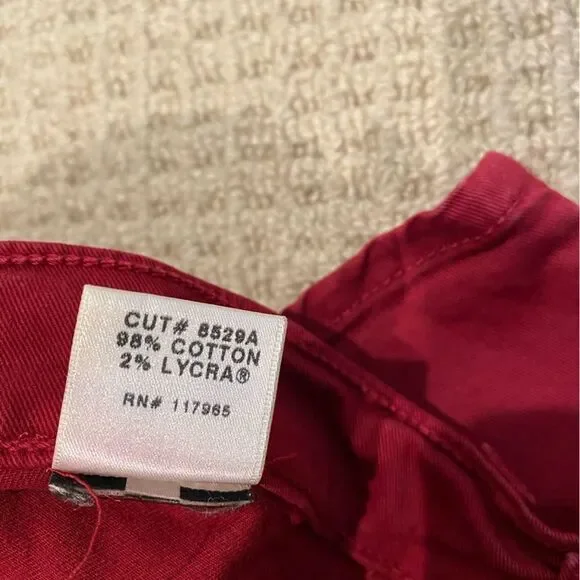 CUT# 8529A
98% COTTON
2% LYCRA®
RN# 117965